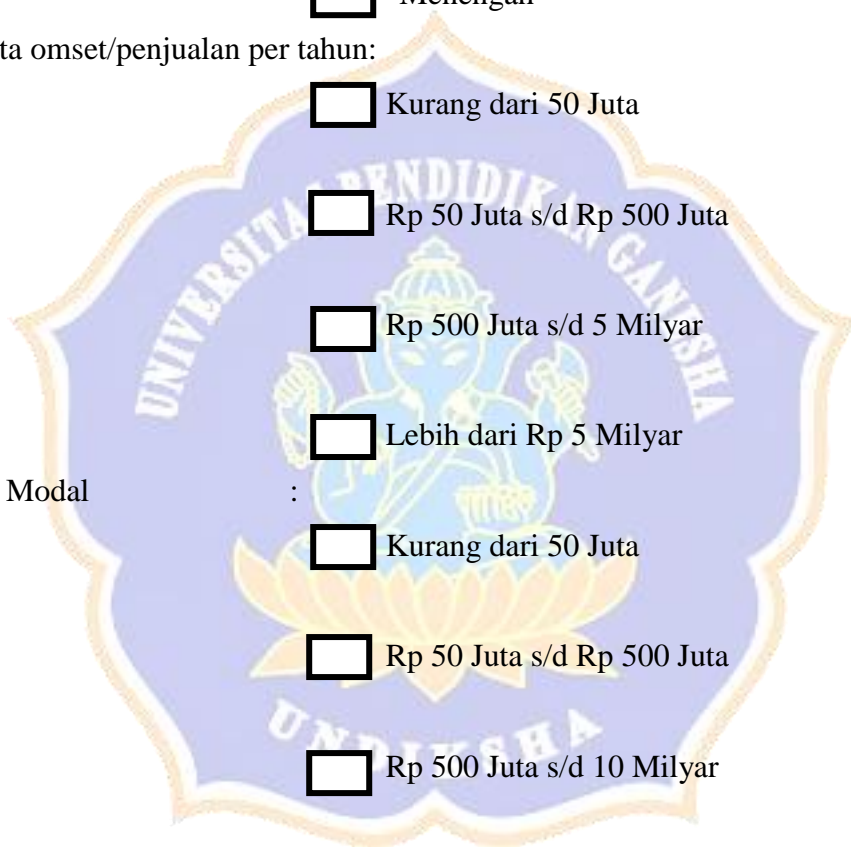 Menengah
ta omset/penjualan per tahun:
Kurang dari 50 Juta
Rp 50 Juta s/d Rp 500 Juta
Rp 500 Juta s/d 5 Milyar
Lebih dari Rp 5 Milyar
Modal :
Kurang dari 50 Juta
Rp 50 Juta s/d Rp 500 Juta
Rp 500 Juta s/d 10 Milyar
UNIVERSITAS PENDIDIKAN GANESHA
UNDIKSHA